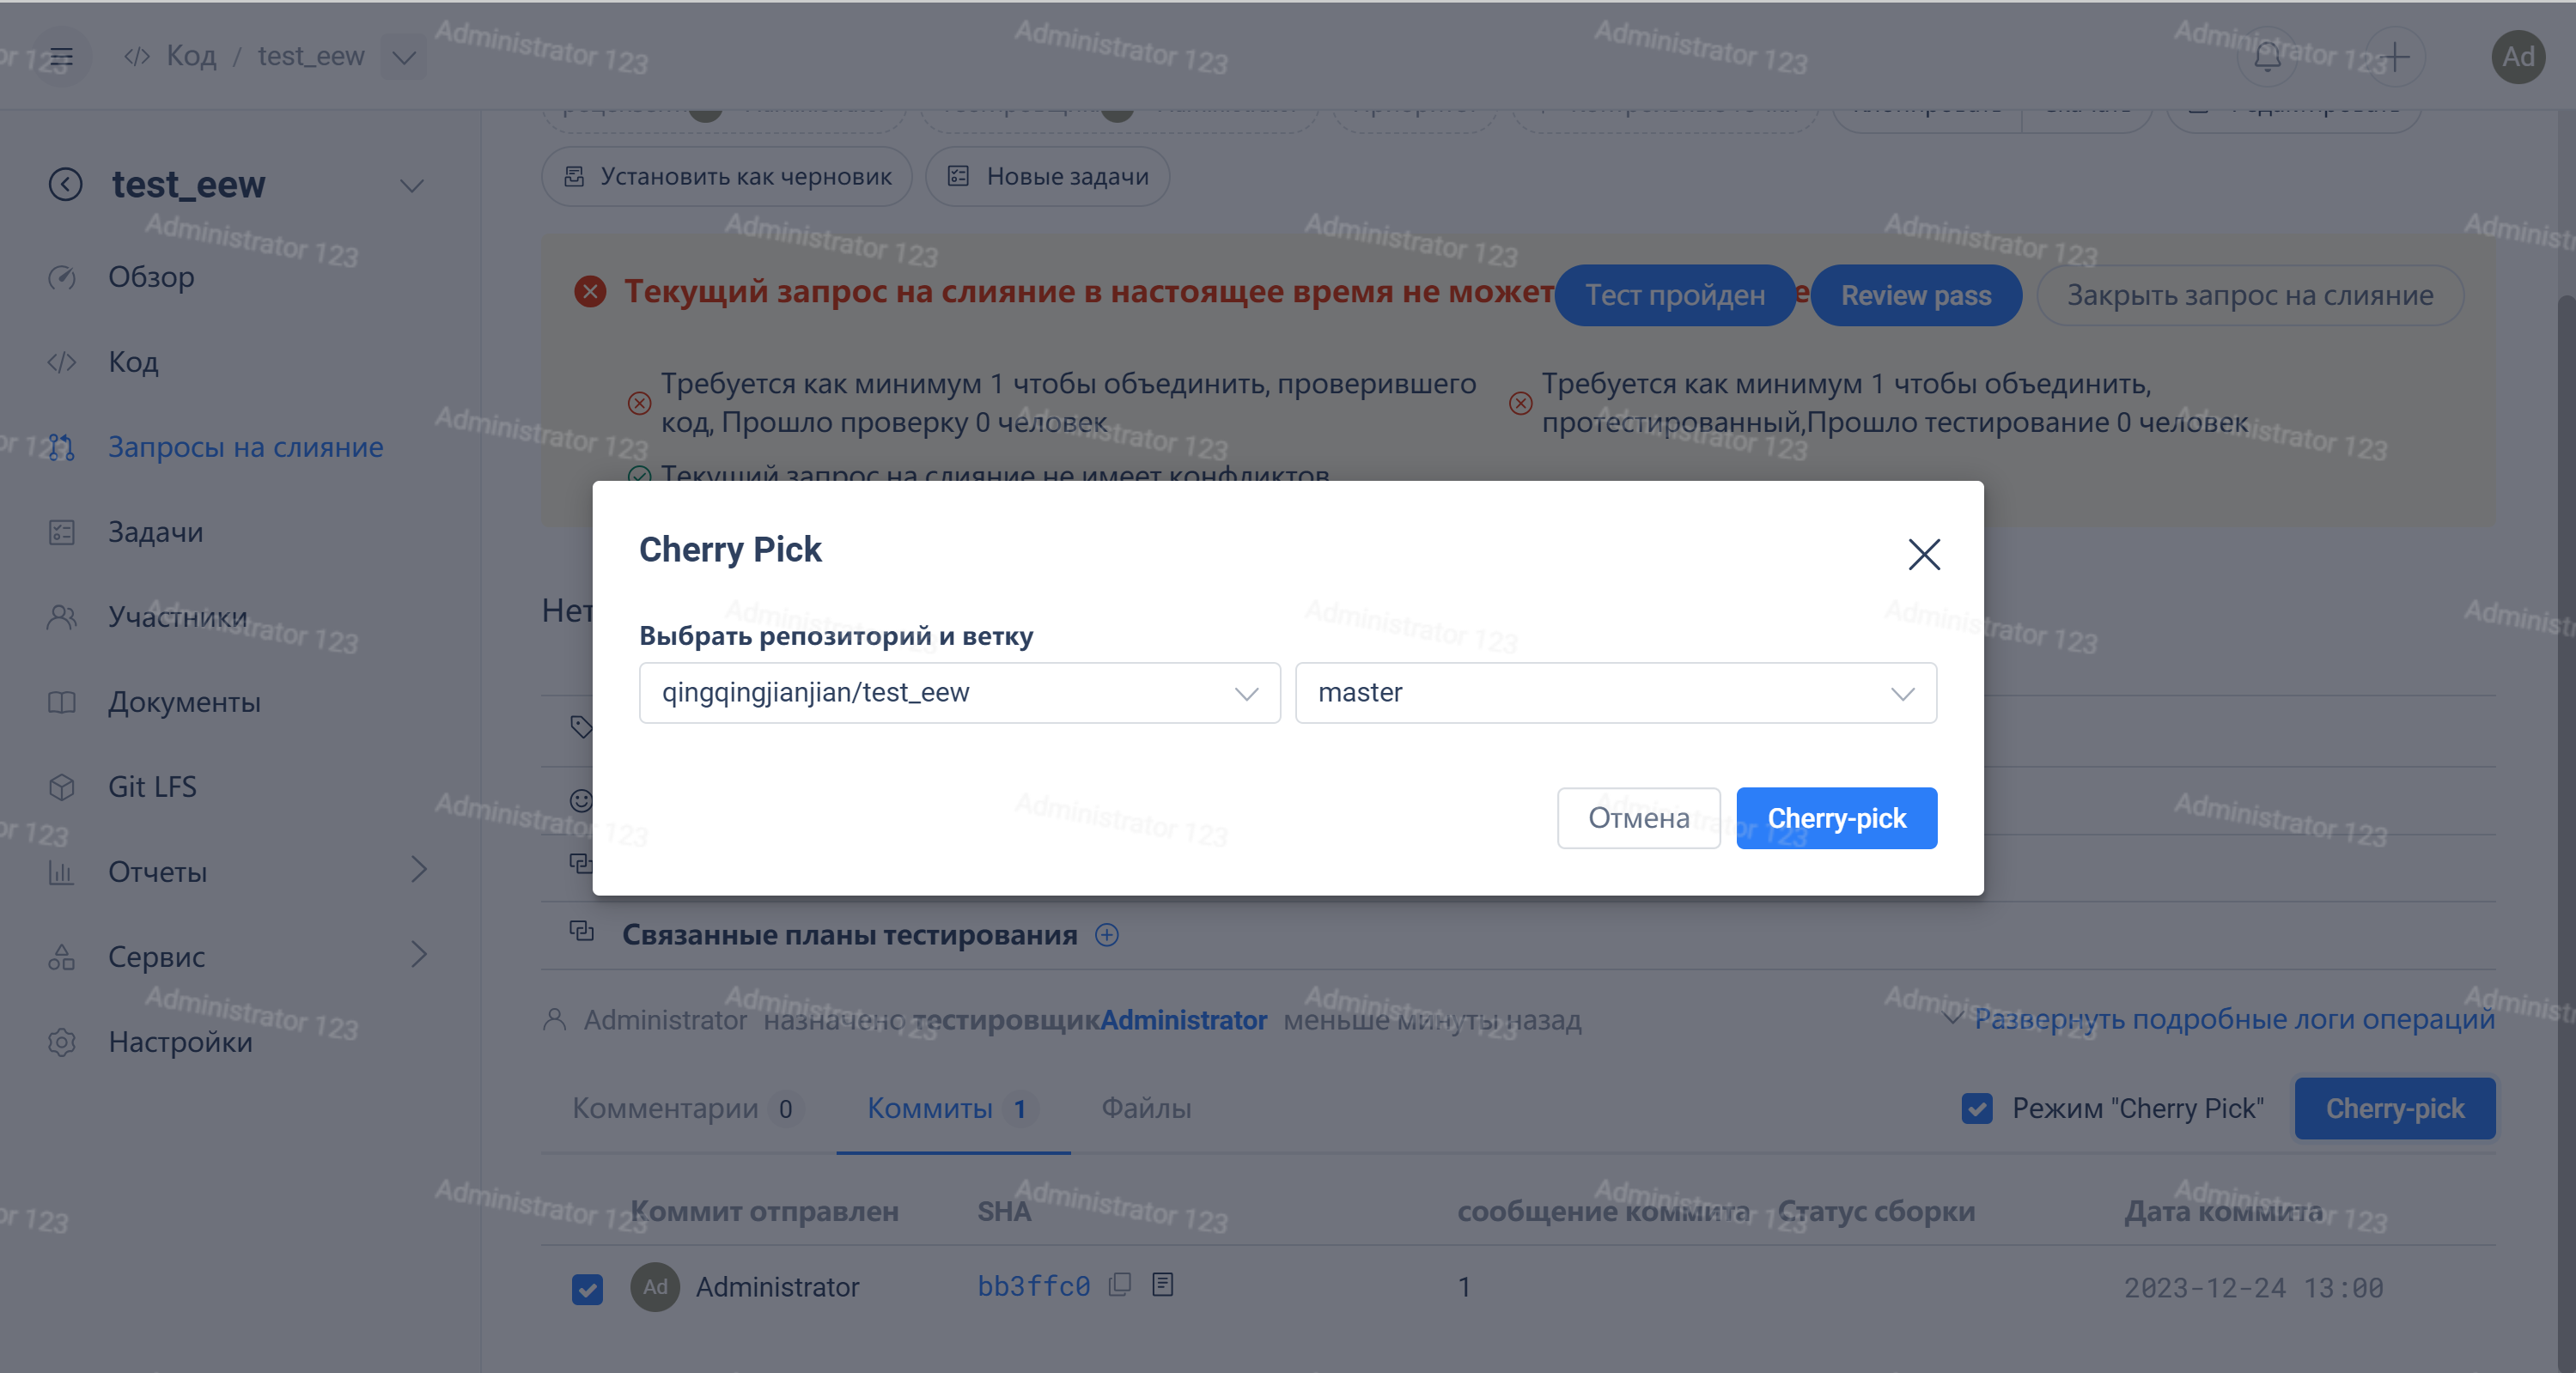 Код / test_eew
Ad
test_eew
Обзор
Код
Запросы на слияние
Задачи
Участники
Документы
Git LFS
Отчеты
Сервис
Настройки
Установить как черновик
Новые задачи
Текущий запрос на слияние в настоящее время не может
Тест пройден
Review pass
Закрыть запрос на слияние
Требуется как минимум 1 чтобы объединить, проверившего
код, Прошло проверку 0 человек
Требуется как минимум 1 чтобы объединить,
протестированный,Прошло тестирование 0 человек
Текущий запрос на слияние не имеет конфликтов
Нет
Cherry Pick
Выбрать репозиторий и ветку
qingqingjianjian/test_eew
master
Отмена
Cherry-pick
Связанные планы тестирования
Administrator назначено тестировщикAdministrator меньше минуты назад
Развернуть подробные логи операций
Комментарии 0
Коммиты 1
Файлы
Режим "Cherry Pick"
Cherry-pick
Коммит отправлен
SHA
сообщение коммита
Статус сборки
Дата коммита
Ad
Administrator
bb3ffc0
1
2023-12-24 13:00
Administrator 123